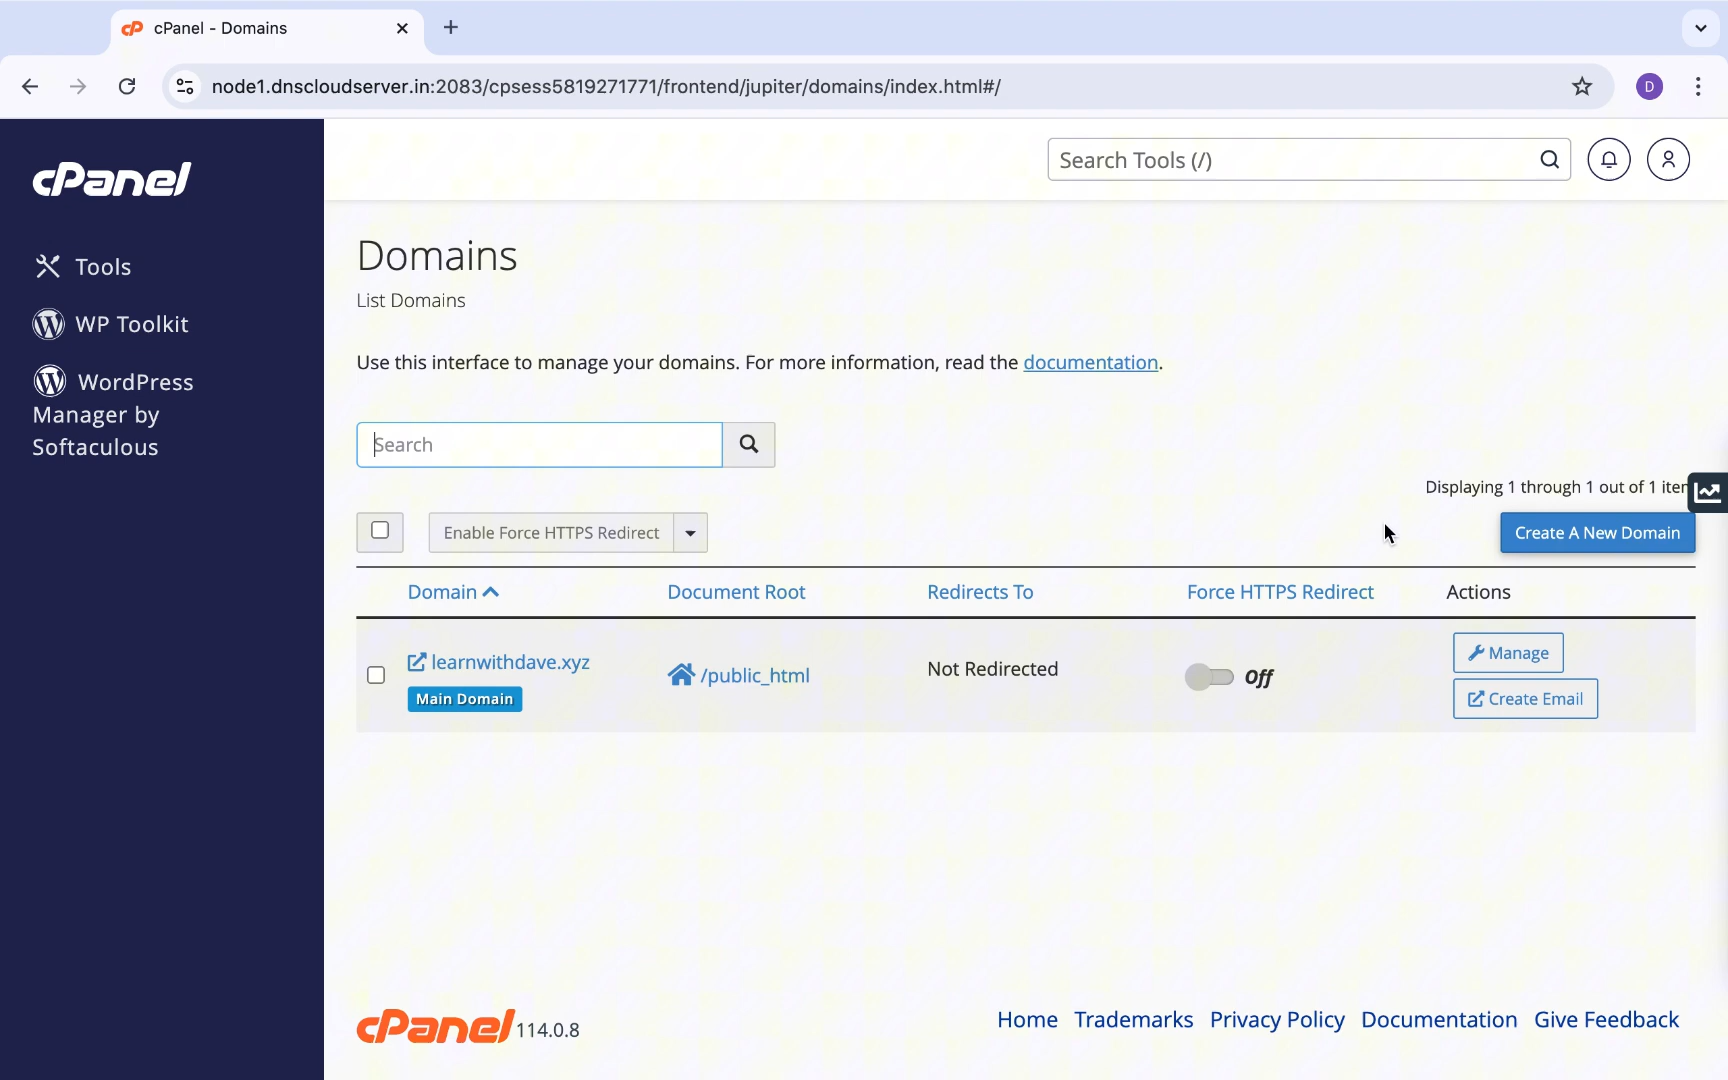 cPanel - Domains
node1.dnscloudserver.in:2083/cpsess5819271771/frontend/jupiter/domains/index.html#/
D
cPanel
Search Tools (/)
Tools
WP Toolkit
WordPress
Manager by
Softaculous
Domains
List Domains
Use this interface to manage your domains. For more information, read the documentation.
Search
Displaying 1 through 1 out of 1
Enable Force HTTPS Redirect
Create A New Domain
Domain Document Root Redirects To Force HTTPS Redirect Actions
learnwithdave.xyz
Main Domain
/public_html
Not Redirected
Off
Manage
Create Email
cPanel 114.0.8
Home Trademarks Privacy Policy Documentation Give Feedback